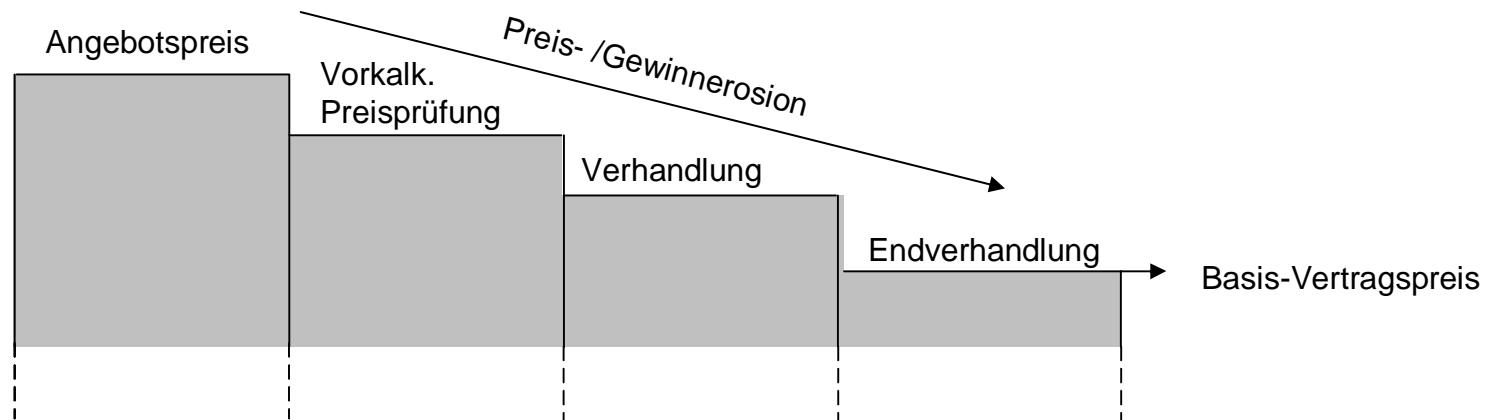 Angebotspreis
Preis- /Gewinnerosion
Vorkalk.
Preisprüfung
Verhandlung
Endverhandlung
Basis-Vertragspreis